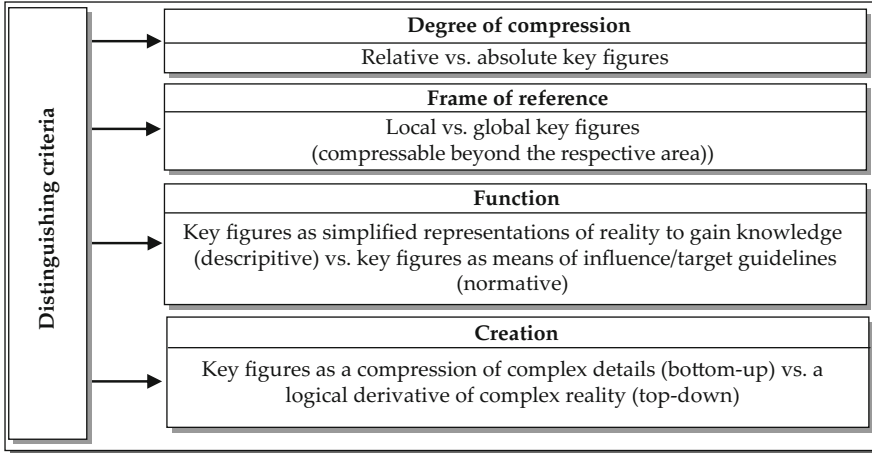 Distinguishing criteria
Degree of compression
Relative vs. absolute key figures
Frame of reference
Local vs. global key figures
(compressable beyond the respective area))
Function
Key figures as simplified representations of reality to gain knowledge
(descripitive) vs. key figures as means of influence/target guidelines
(normative)
Creation
Key figures as a compression of complex details (bottom-up) vs. a
logical derivative of complex reality (top-down)